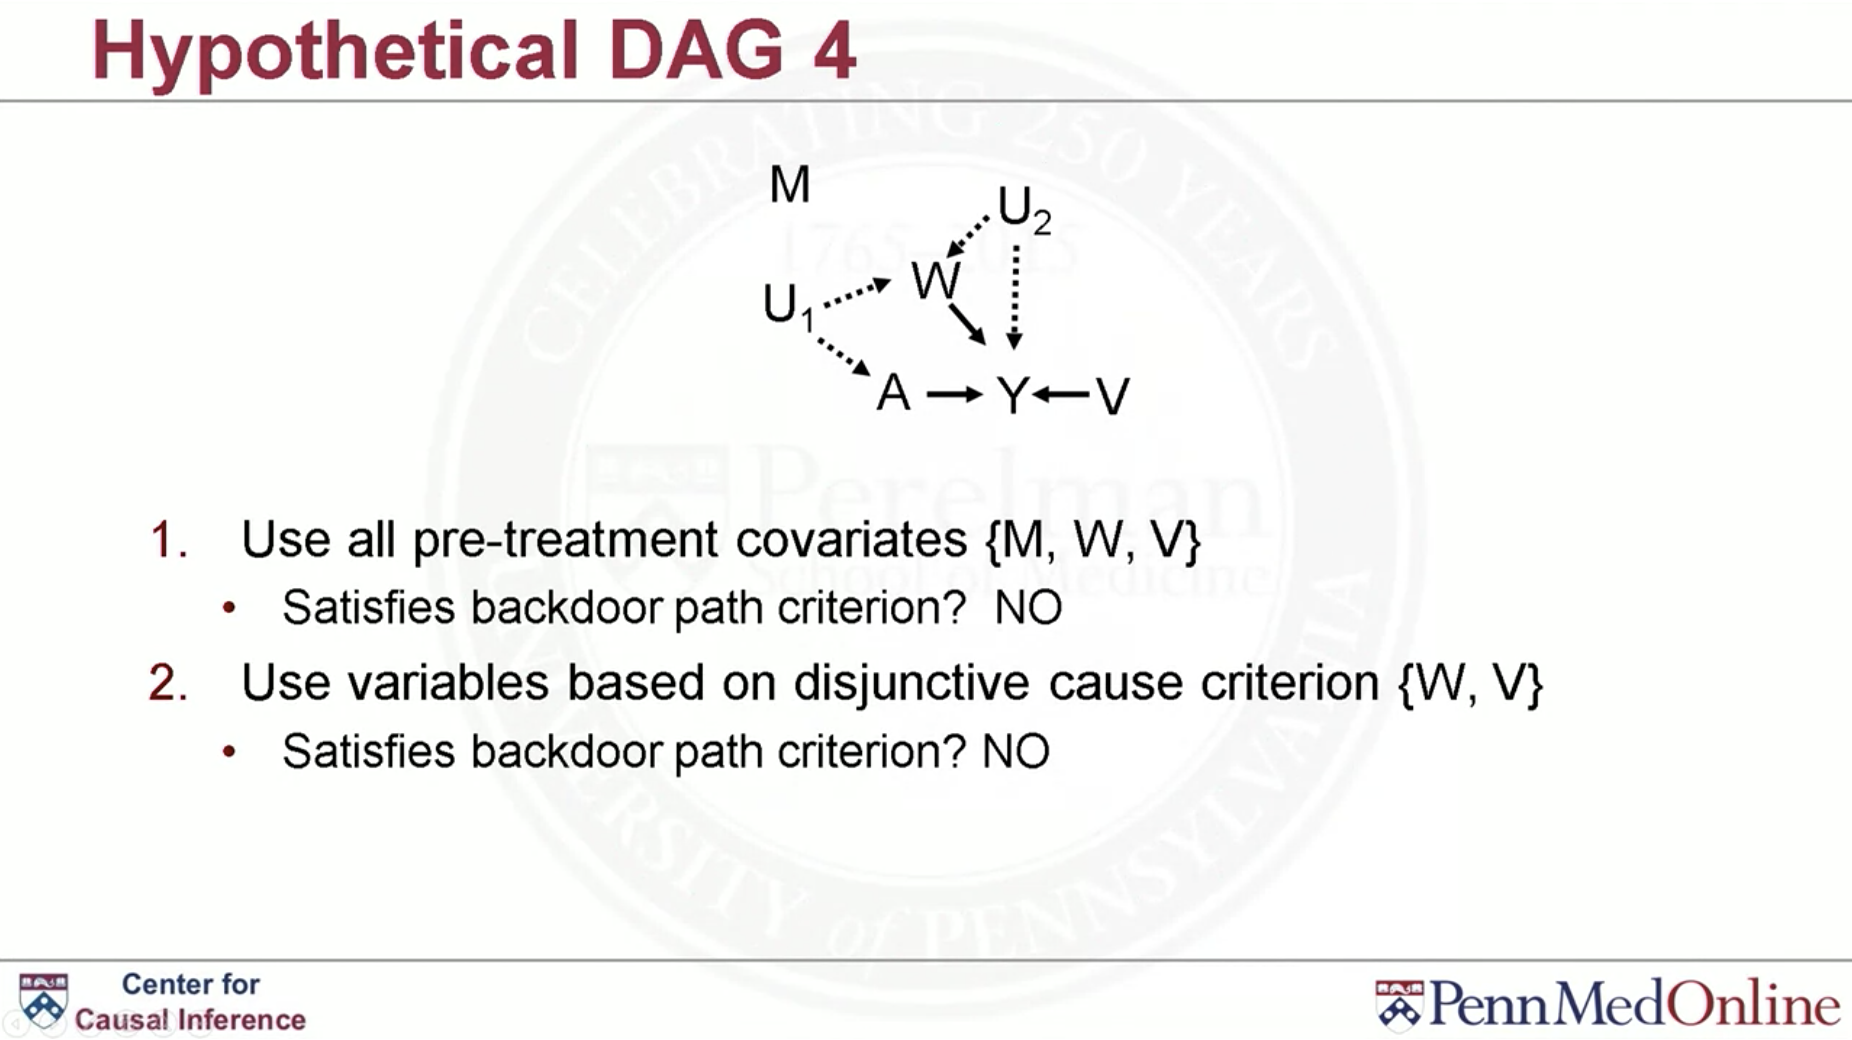 Hypothetical DAG 4
M
U2
W
U1
A
Y
V
CELEBRATING 250 YEARS
1765-2015
Perelman
School of Medicine
UNIVERSITY of PENNSYLVANIA
1. Use all pre-treatment covariates {M, W, V}
• Satisfies backdoor path criterion? NO
2. Use variables based on disjunctive cause criterion {W, V}
• Satisfies backdoor path criterion? NO
Center for
Causal Inference
PennMedOnline